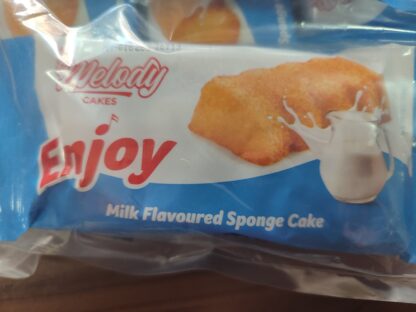 Melody
CAKES
Enjoy
Milk Flavoured Sponge Cake